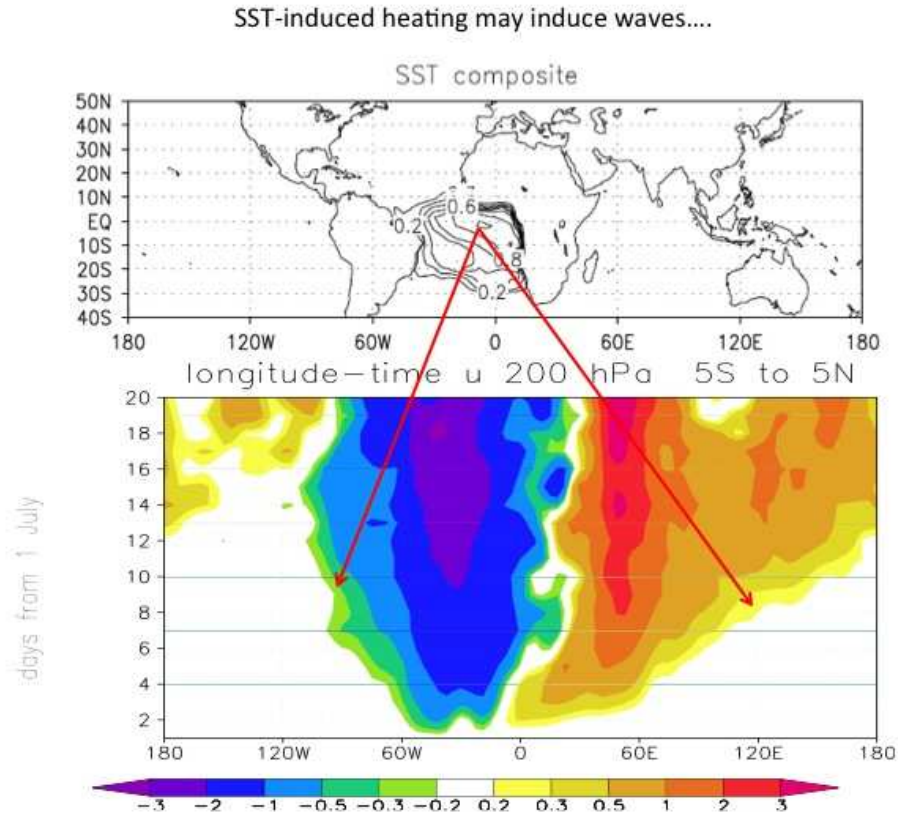 SST-induced heating may induce waves....
SST composite
50N
40N
30N
20N
10N
EQ
10S
20S
30S
40S
0.6
0.2
0.8
0.2
180 120W 60W 0 60E 120E 180
longitude-time u 200 hPa 5S to 5N
days from 1 July
20
18
16
14
12
10
8
6
4
2
180 120W 60W 0 60E 120E 180
-3 -2 -1 -0.5 -0.3 -0.2 0.2 0.3 0.5 1 2 3